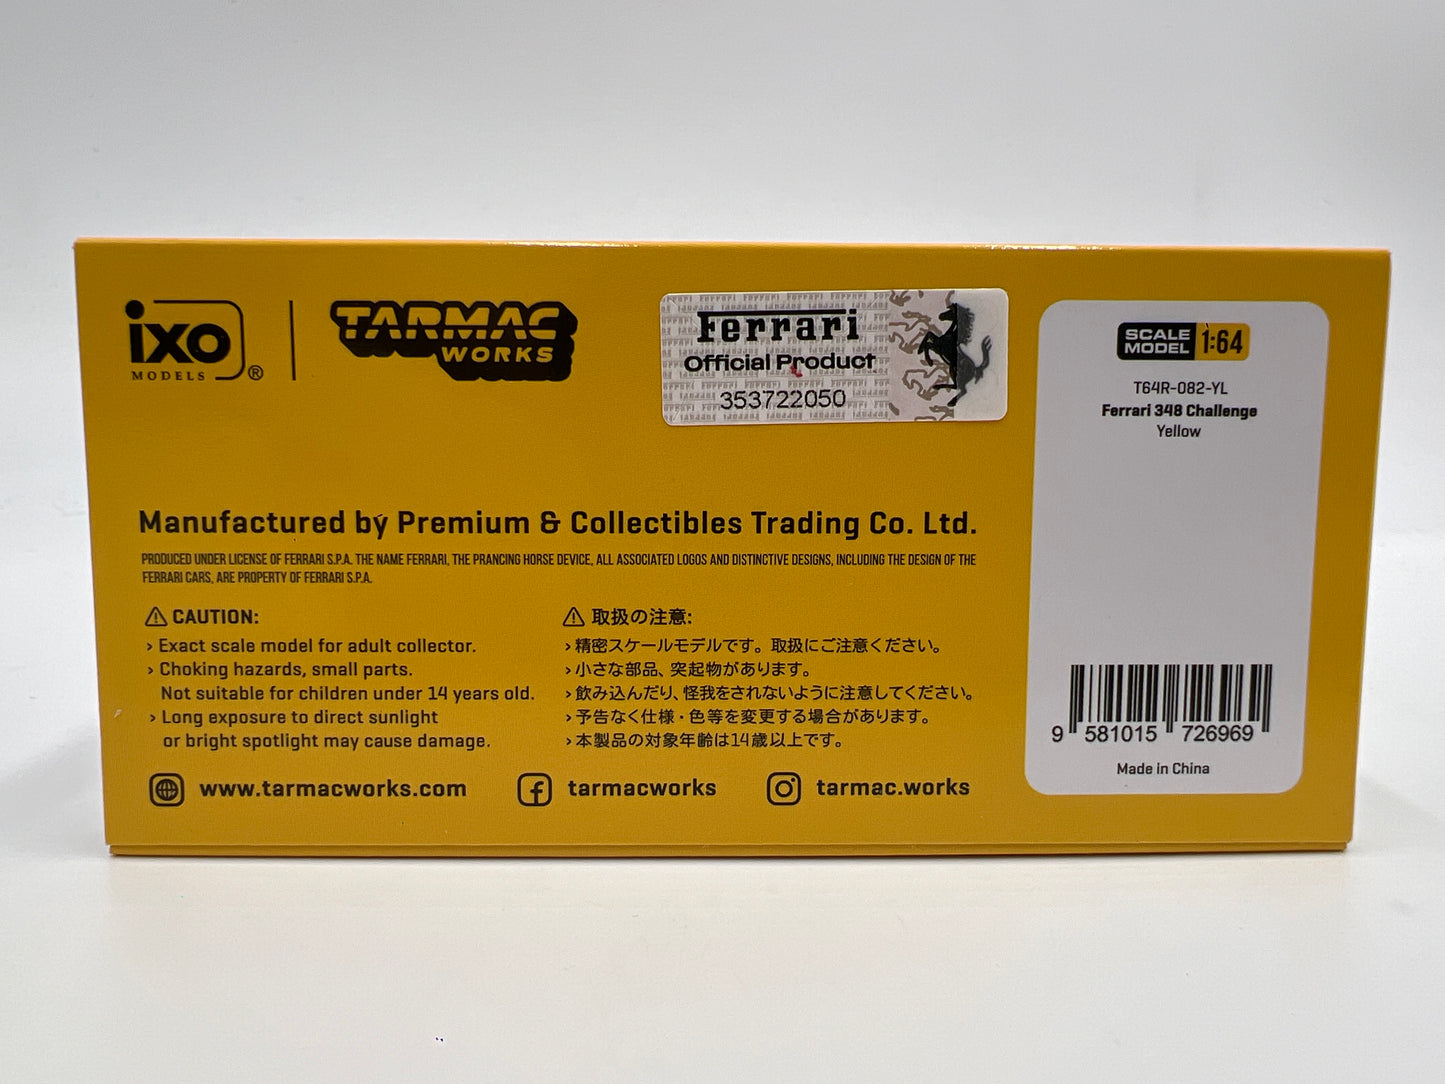 ixo
MODELS
®
TARMAC
WORKS
Ferrari
Official Product
353722050
SCALE
MODEL 1:64
T64R-082-YL
Ferrari 348 Challenge
Yellow
Manufactured by Premium & Collectibles Trading Co. Ltd.
PRODUCED UNDER LICENSE OF FERRARI S.P.A. THE NAME FERRARI, THE PRANCING HORSE DEVICE, ALL ASSOCIATED LOGOS AND DISTINCTIVE DESIGNS, INCLUDING THE DESIGN OF THE
FERRARI CARS, ARE PROPERTY OF FERRARI S.P.A.
CAUTION:
› Exact scale model for adult collector.
› Choking hazards, small parts.
Not suitable for children under 14 years old.
› Long exposure to direct sunlight
or bright spotlight may cause damage.
取扱の注意:
›精密スケールモデルです。取扱にご注意ください。
›小さな部品、突起物があります。
›飲み込んだり、怪我をされないように注意してください。
›予告なく仕様・色等を変更する場合があります。
›本製品の対象年齢は14歳以上です。
www.tarmacworks.com
tarmacworks
tarmac.works
9 581015 726969
Made in China